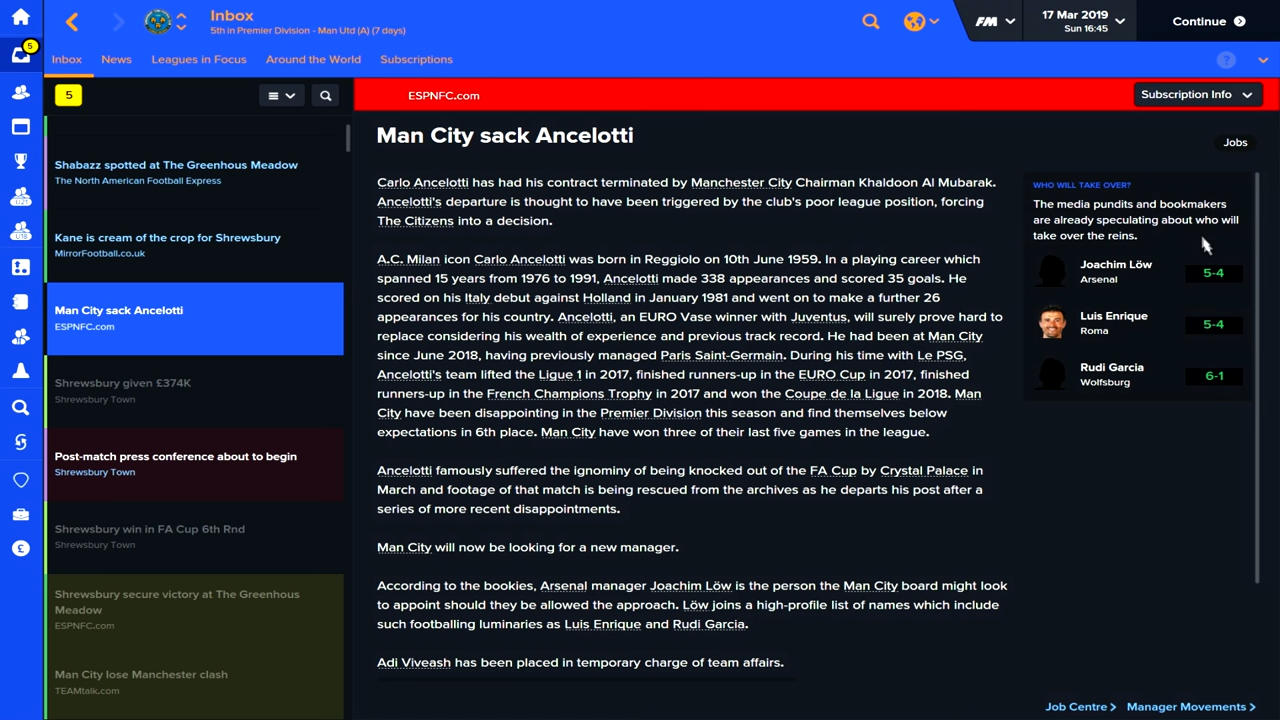 5
Inbox
5th in Premier Division - Man Utd (A) (7 days)
FM
17 Mar 2019
Sun 16:45
Continue
Inbox
News
Leagues in Focus
Around the World
Subscriptions
?
5
ESPNFC.com
Subscription Info
U21
U18
Shabazz spotted at The Greenhous Meadow
The North American Football Express
Kane is cream of the crop for Shrewsbury
MirrorFootball.co.uk
Man City sack Ancelotti
ESPNFC.com
Shrewsbury given £374K
Shrewsbury Town
Post-match press conference about to begin
Shrewsbury Town
Shrewsbury win in FA Cup 6th Rnd
Shrewsbury Town
Shrewsbury secure victory at The Greenhous
Meadow
ESPNFC.com
Man City lose Manchester clash
TEAMtalk.com
Man City sack Ancelotti
Jobs
Carlo Ancelotti has had his contract terminated by Manchester City Chairman Khaldoon Al Mubarak.
Ancelotti's departure is thought to have been triggered by the club's poor league position, forcing
The Citizens into a decision.
A.C. Milan icon Carlo Ancelotti was born in Reggiolo on 10th June 1959. In a playing career which
spanned 15 years from 1976 to 1991, Ancelotti made 338 appearances and scored 35 goals. He
scored on his Italy debut against Holland in January 1981 and went on to make a further 26
appearances for his country. Ancelotti, an EURO Vase winner with Juventus, will surely prove hard to
replace considering his wealth of experience and previous track record. He had been at Man City
since June 2018, having previously managed Paris Saint-Germain. During his time with Le PSG,
Ancelotti's team lifted the Ligue 1 in 2017, finished runners-up in the EURO Cup in 2017, finished
runners-up in the French Champions Trophy in 2017 and won the Coupe de la Ligue in 2018. Man
City have been disappointing in the Premier Division this season and find themselves below
expectations in 6th place. Man City have won three of their last five games in the league.
Ancelotti famously suffered the ignominy of being knocked out of the FA Cup by Crystal Palace in
March and footage of that match is being rescued from the archives as he departs his post after a
series of more recent disappointments.
Man City will now be looking for a new manager.
According to the bookies, Arsenal manager Joachim Löw is the person the Man City board might look
to appoint should they be allowed the approach. Löw joins a high-profile list of names which include
such footballing luminaries as Luis Enrique and Rudi Garcia.
Adi Viveash has been placed in temporary charge of team affairs.
WHO WILL TAKE OVER?
The media pundits and bookmakers
are already speculating about who will
take over the reins.
Joachim Löw
Arsenal
5-4
Luis Enrique
Roma
5-4
Rudi Garcia
Wolfsburg
6-1
Job Centre >
Manager Movements >